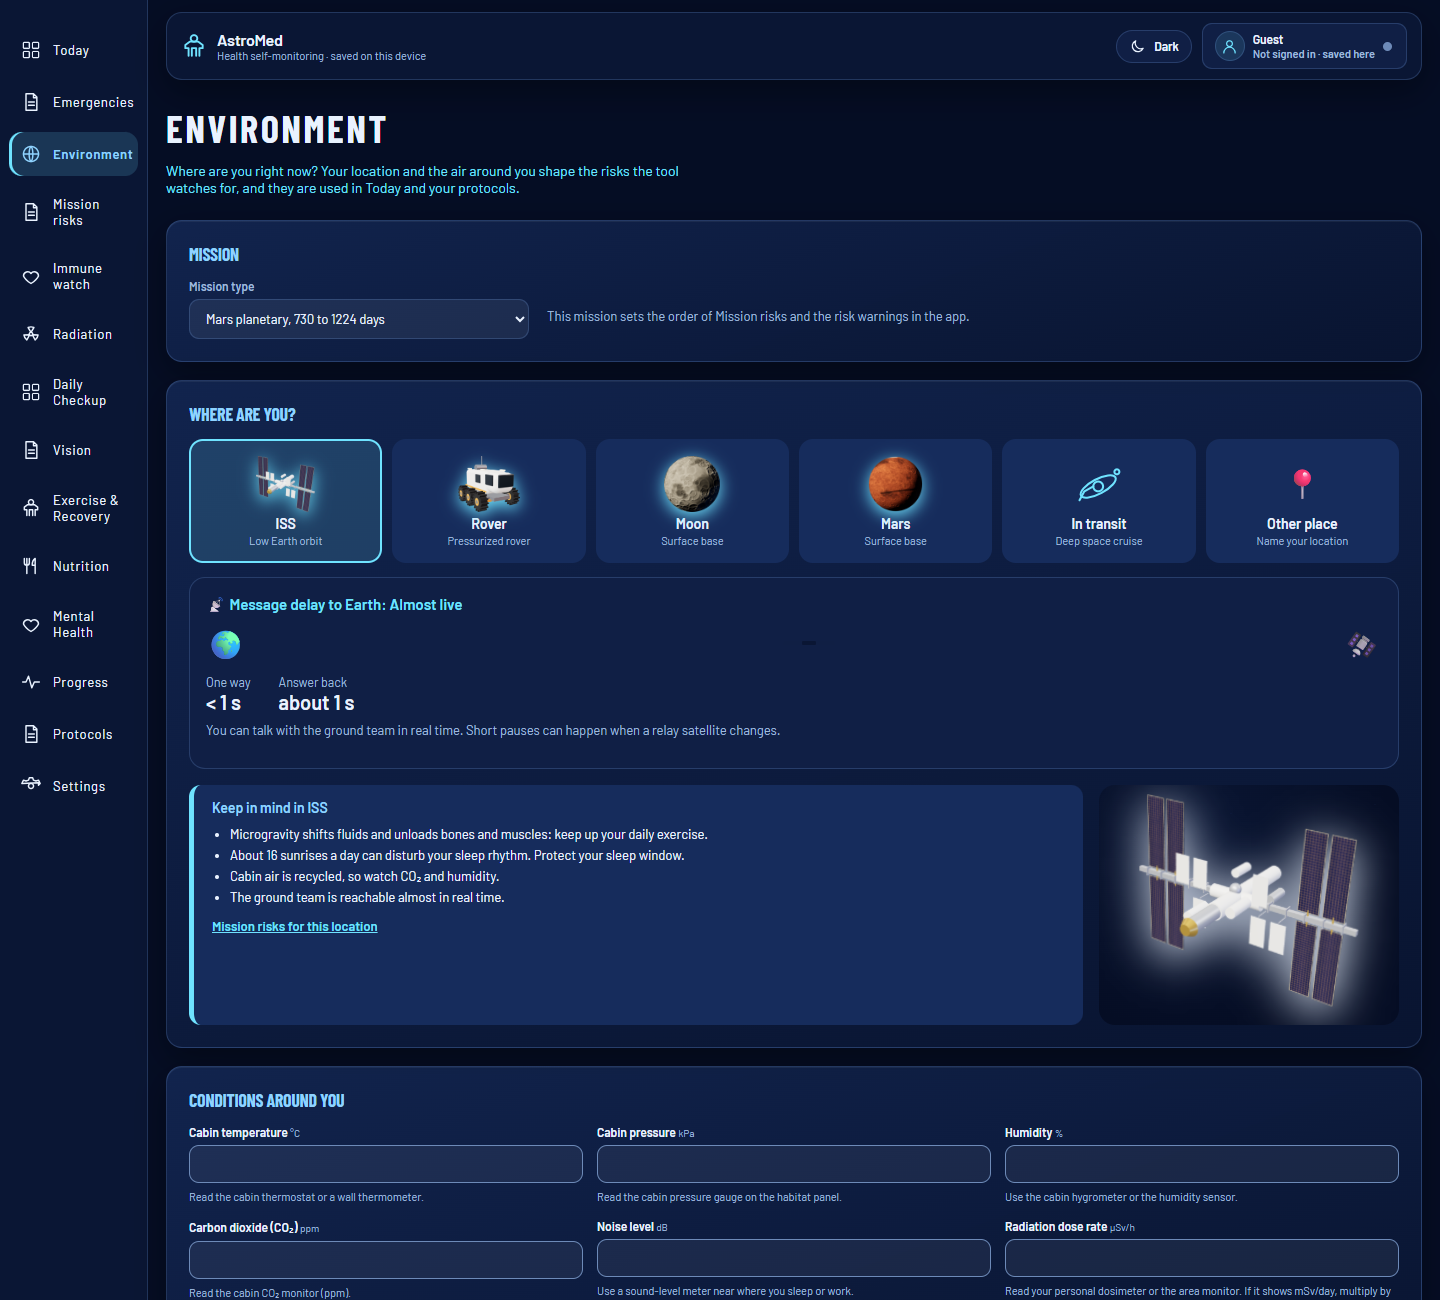 Today
Emergencies
Environment
Mission
risks
Immune
watch
Radiation
Daily
Checkup
Vision
Exercise &
Recovery
Nutrition
Mental
Health
Progress
Protocols
Settings
AstroMed
Health self-monitoring · saved on this device
Dark
Guest
Not signed in · saved here
ENVIRONMENT
Where are you right now? Your location and the air around you shape the risks the tool
watches for, and they are used in Today and your protocols.
MISSION
Mission type
Mars planetary, 730 to 1224 days
This mission sets the order of Mission risks and the risk warnings in the app.
WHERE ARE YOU?
ISS
Low Earth orbit
Rover
Pressurized rover
Moon
Surface base
Mars
Surface base
In transit
Deep space cruise
Other place
Name your location
Message delay to Earth: Almost live
One way
< 1 s
Answer back
about 1 s
You can talk with the ground team in real time. Short pauses can happen when a relay satellite changes.
Keep in mind in ISS
• Microgravity shifts fluids and unloads bones and muscles: keep up your daily exercise.
• About 16 sunrises a day can disturb your sleep rhythm. Protect your sleep window.
• Cabin air is recycled, so watch CO₂ and humidity.
• The ground team is reachable almost in real time.
Mission risks for this location
CONDITIONS AROUND YOU
Cabin temperature °C
Read the cabin thermostat or a wall thermometer.
Cabin pressure kPa
Read the cabin pressure gauge on the habitat panel.
Humidity %
Use the cabin hygrometer or the humidity sensor.
Carbon dioxide (CO₂) ppm
Read the cabin CO₂ monitor (ppm).
Noise level dB
Use a sound-level meter near where you sleep or work.
Radiation dose rate µSv/h
Read your personal dosimeter or the area monitor. If it shows mSv/day, multiply by